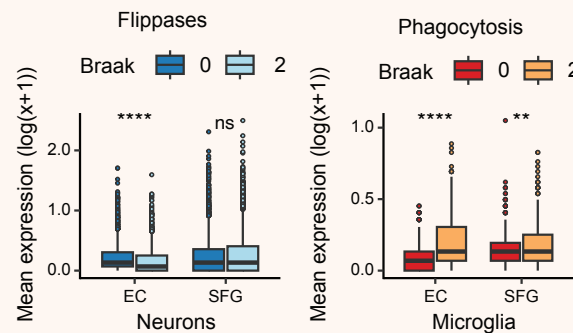 Flippases
Braak 0 2
Mean expression (log(x+1))
**** ns
2.0
1.0
0.0
EC SFG
Neurons
Phagocytosis
Braak 0 2
Mean expression (log(x+1))
**** **
1.0
0.5
0.0
EC SFG
Microglia